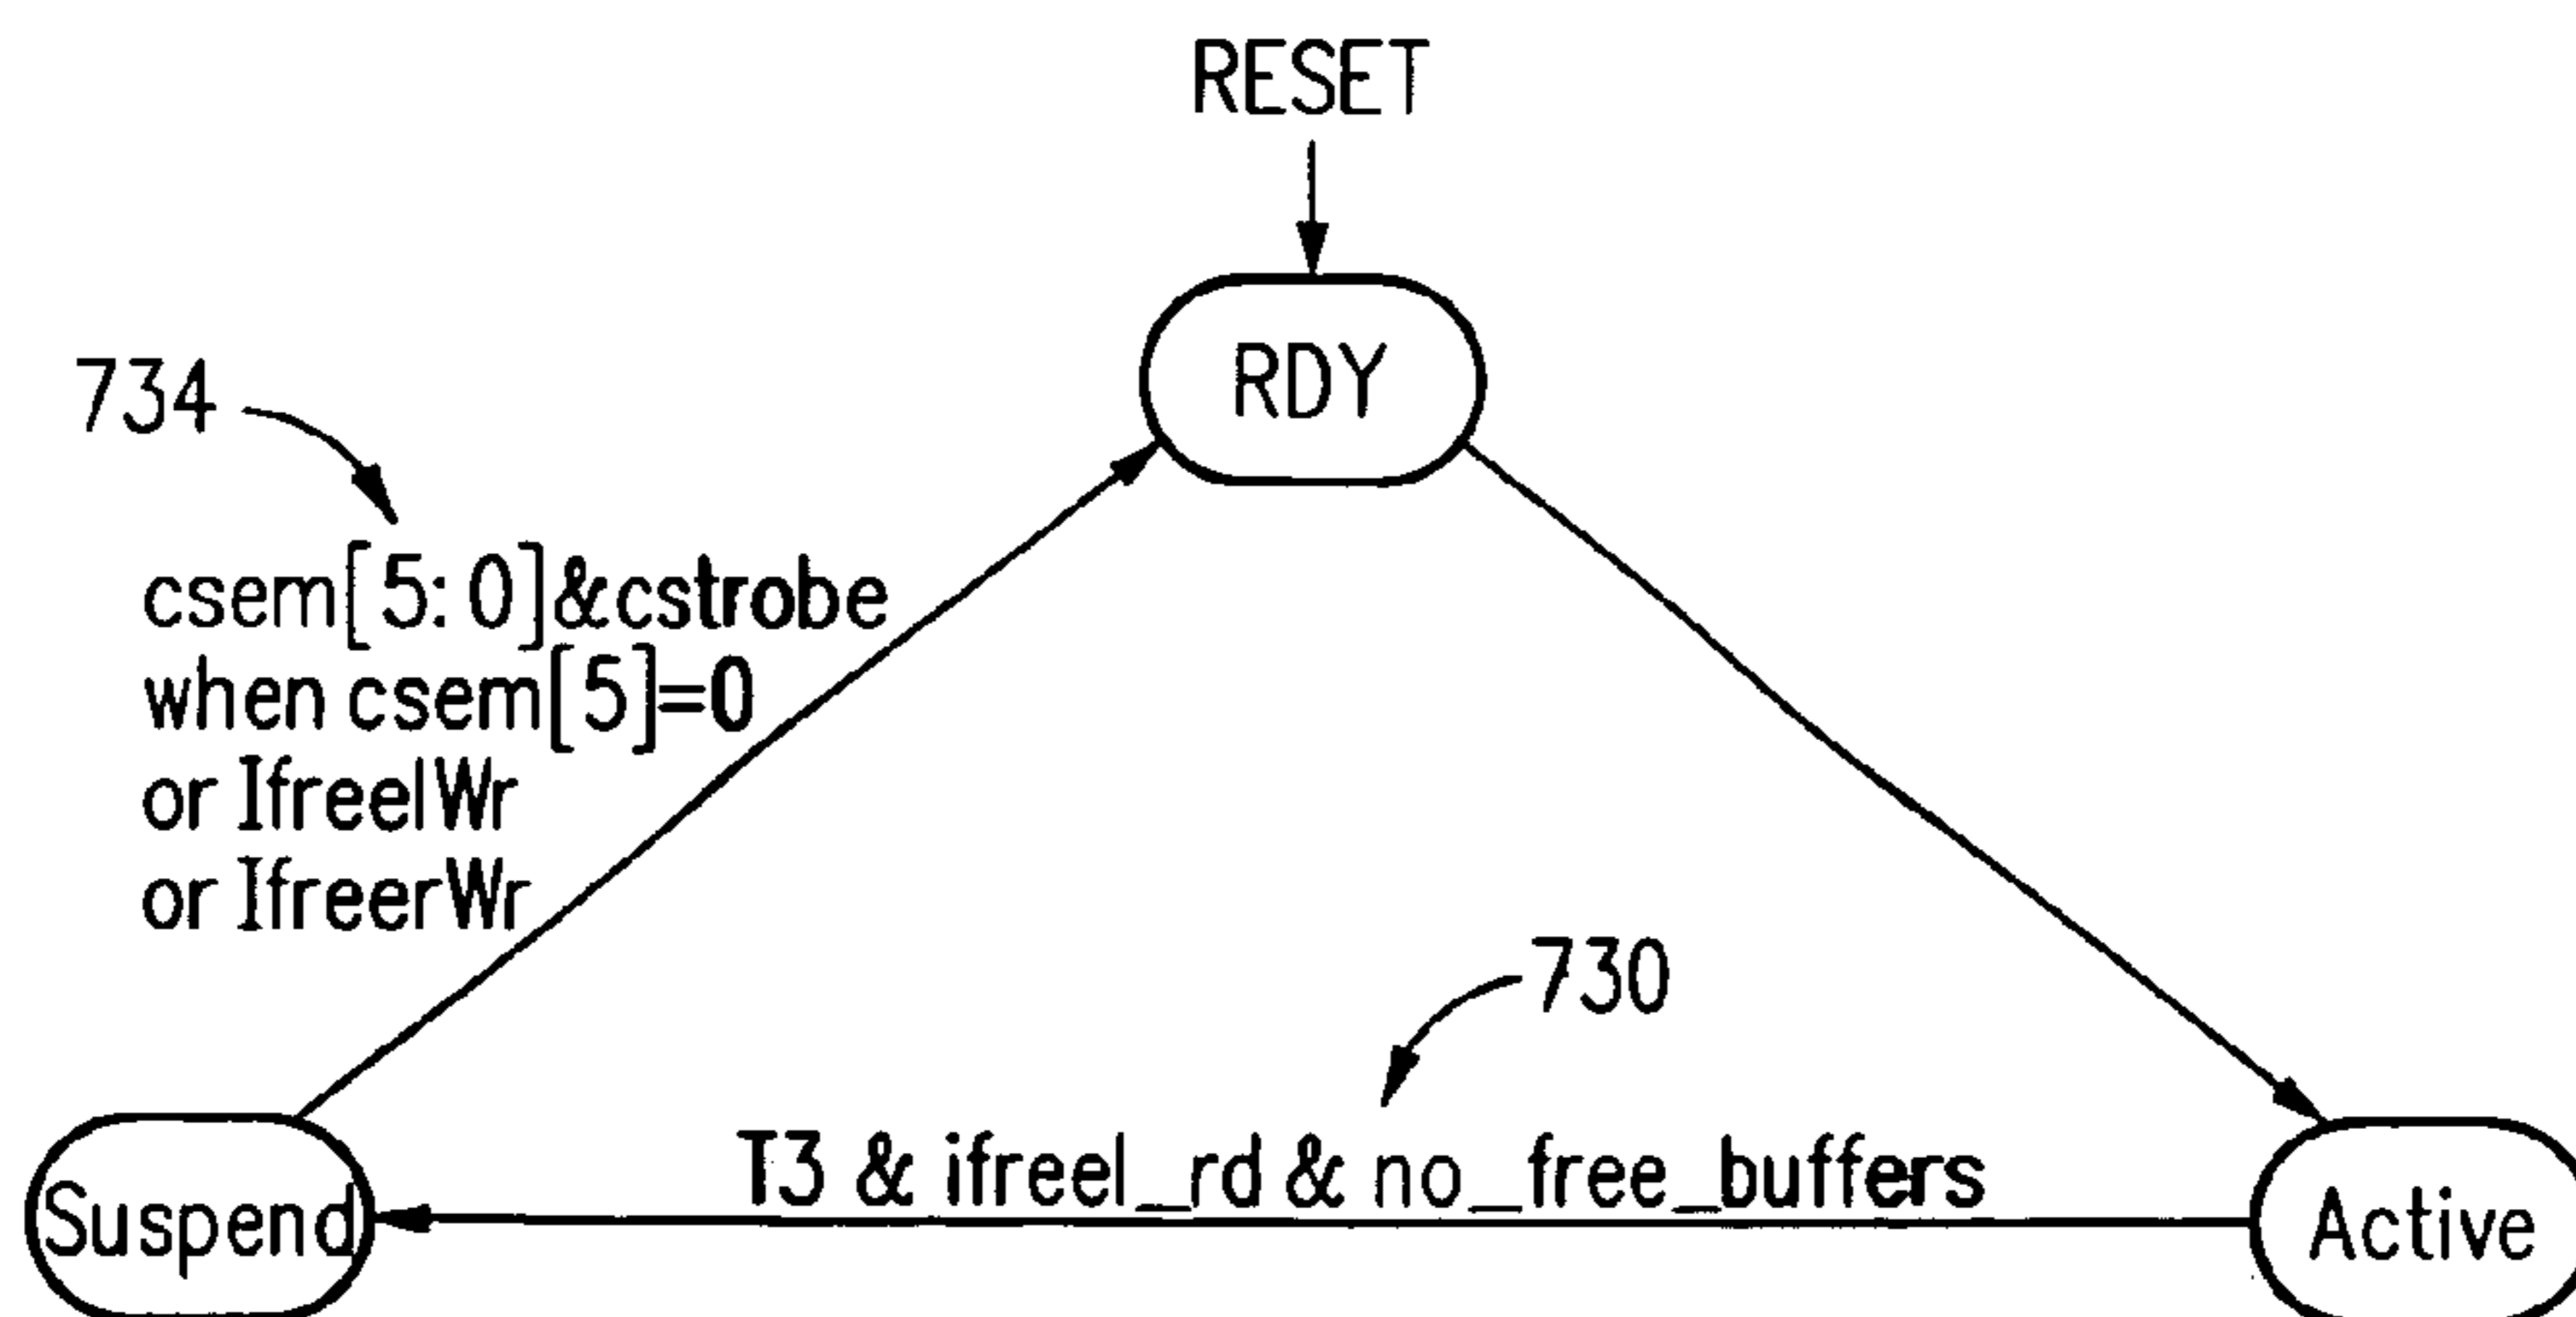 RESET
RDY
734
csem[5:0]&cstrobe
when csem[5]=0
or IfreelWr
or IfreerWr
730
T3 & ifreel_rd & no_free_buffers
Suspend
Active